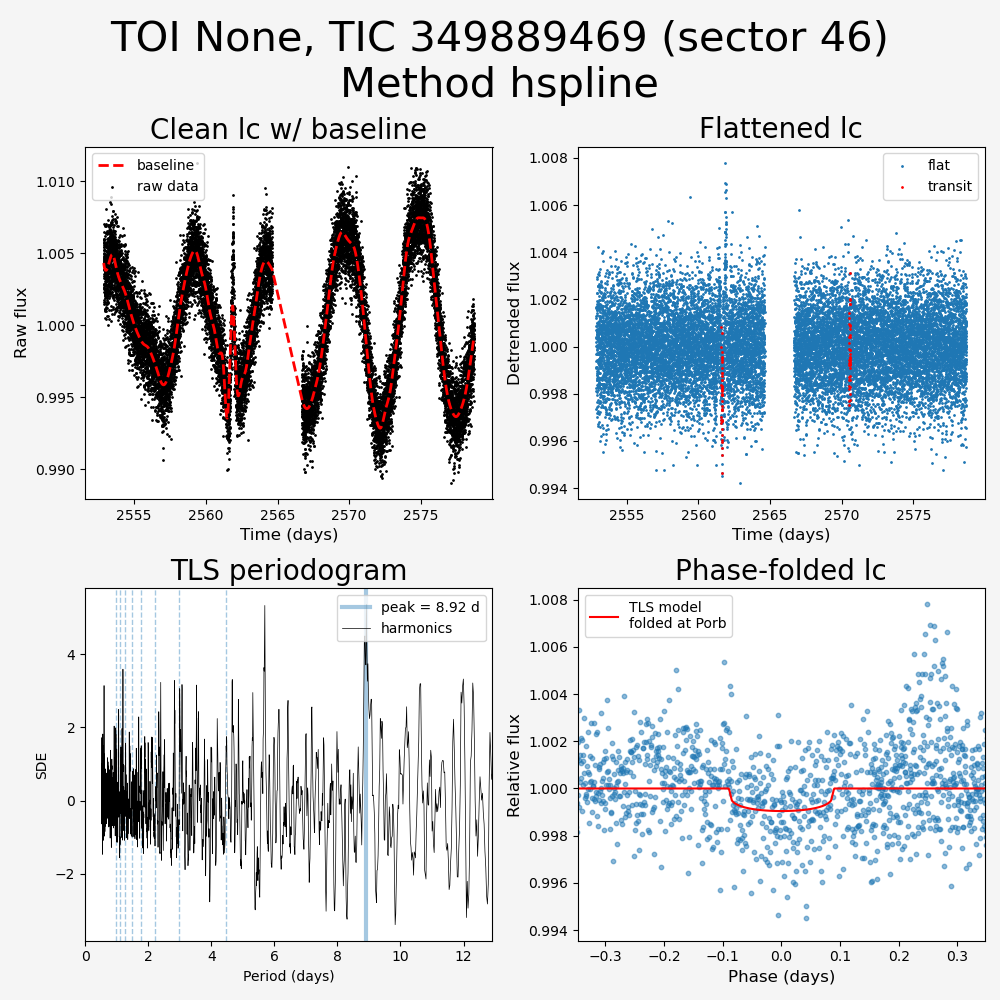 TOI None, TIC 349889469 (sector 46)
Method hspline
Clean lc w/ baseline
Flattened lc
baseline
raw data
flat
transit
1.010
1.005
1.000
0.995
0.990
Raw flux
2555
2560
2565
2570
2575
Time (days)
1.008
1.006
1.004
1.002
1.000
0.998
0.996
0.994
Detrended flux
2555
2560
2565
2570
2575
Time (days)
TLS periodogram
Phase-folded lc
peak = 8.92 d
harmonics
4
2
0
−2
SDE
0
2
4
6
8
10
12
Period (days)
TLS model
folded at Porb
1.008
1.006
1.004
1.002
1.000
0.998
0.996
0.994
Relative flux
−0.3
−0.2
−0.1
0.0
0.1
0.2
0.3
Phase (days)